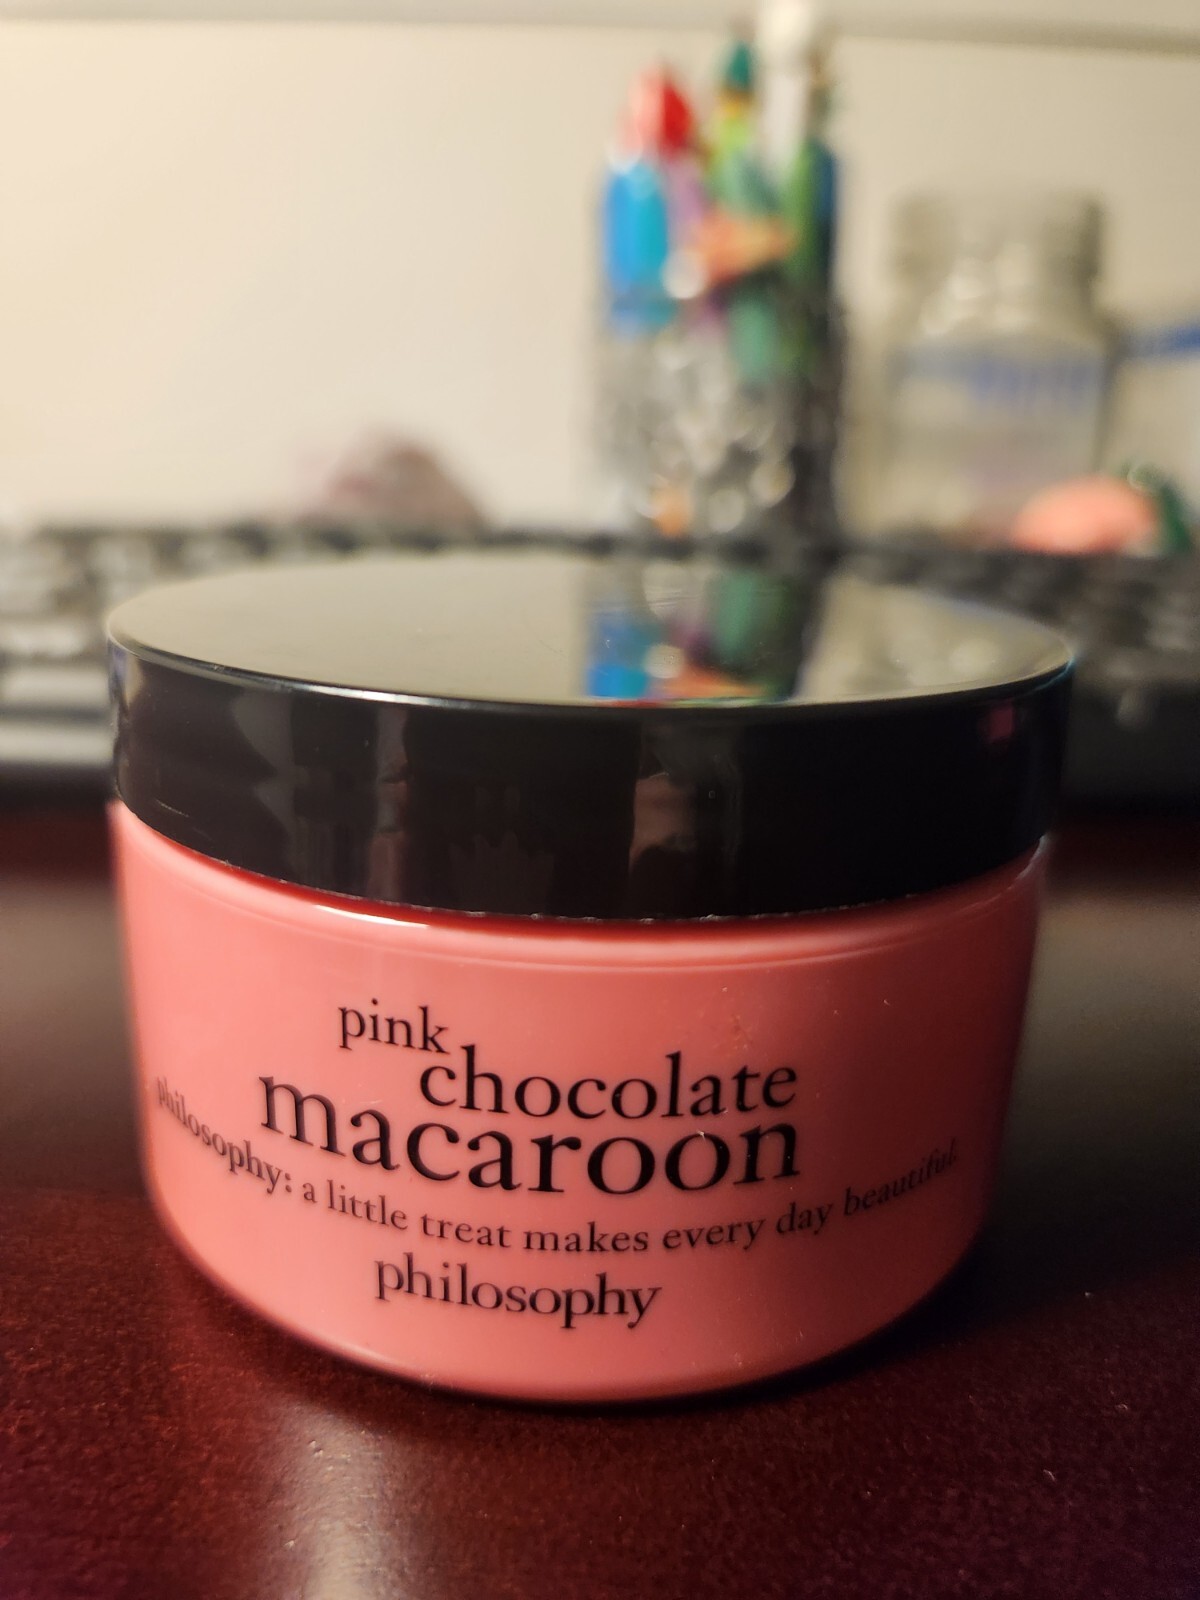 pink
chocolate
macaroon
philosophy: a little treat makes every day beautiful.
philosophy